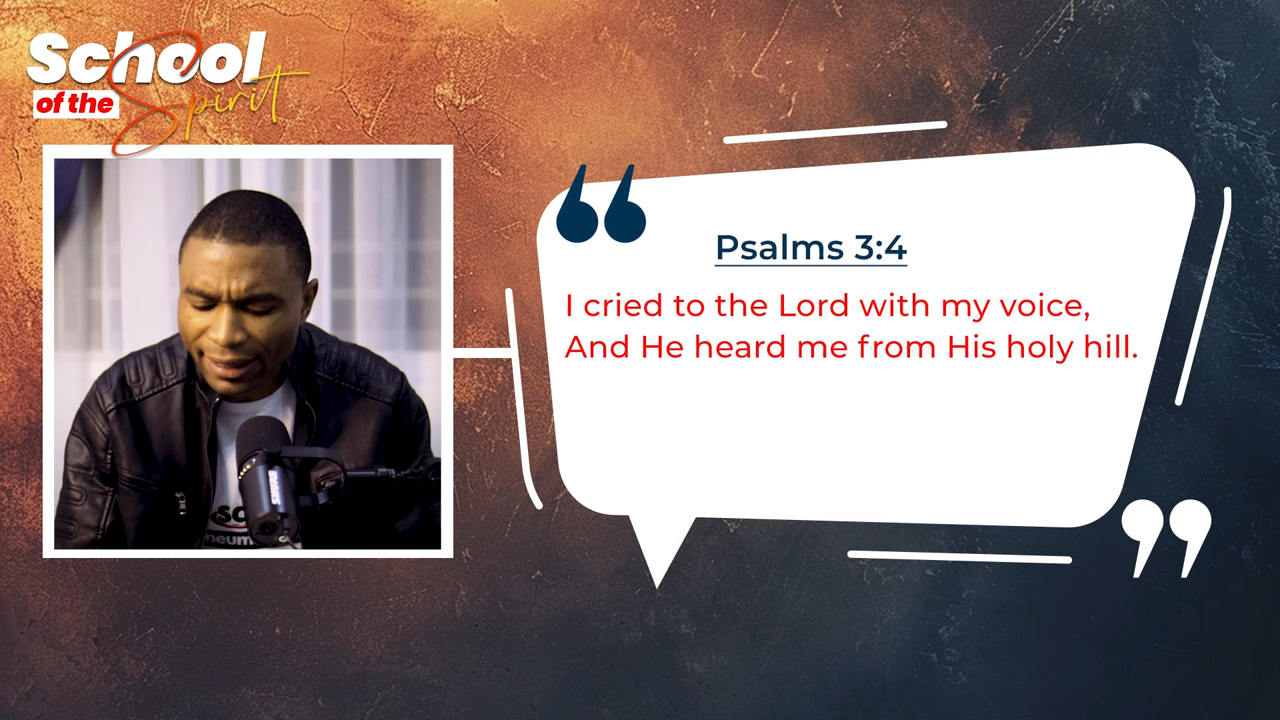 School
of the Spirit
Psalms 3:4
I cried to the Lord with my voice,
And He heard me from His holy hill.
SHURE